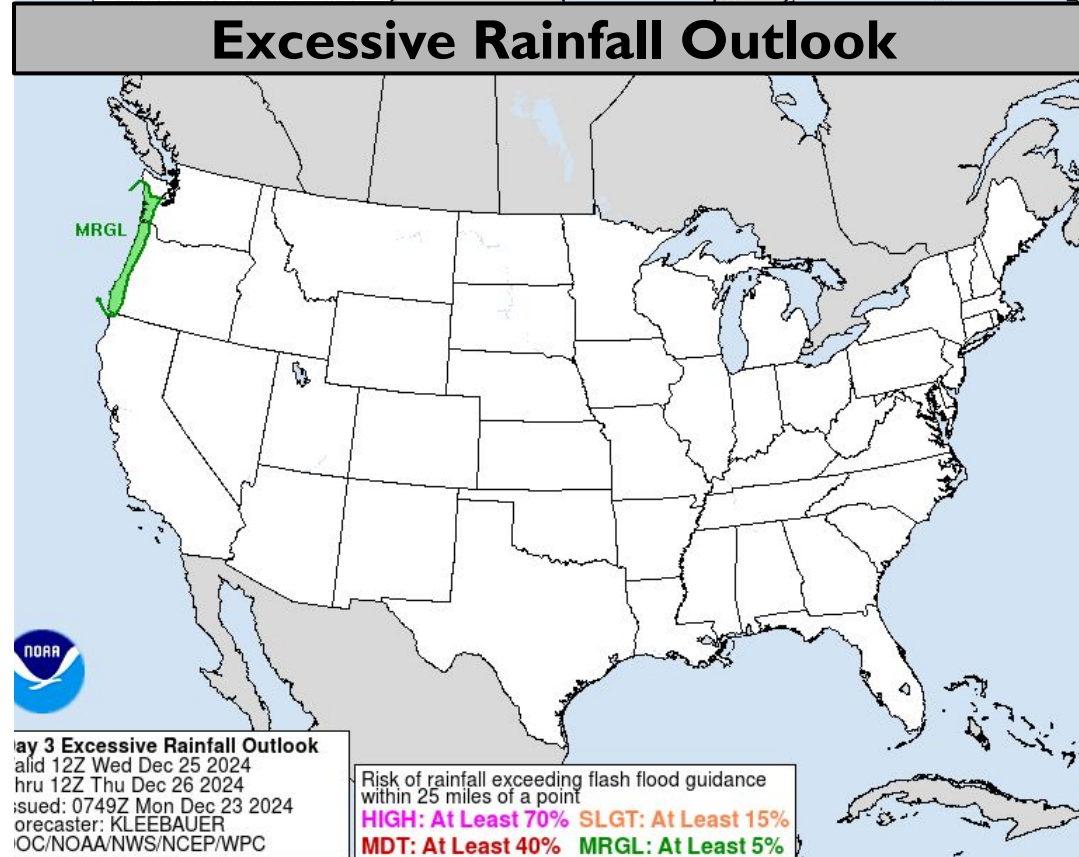 Excessive Rainfall Outlook
MRGL
NOAA
ay 3 Excessive Rainfall Outlook
alid 12Z Wed Dec 25 2024
hru 12Z Thu Dec 26 2024
ssued: 0749Z Mon Dec 23 2024
orecaster: KLEEBAUER
OC/NOAA/NWS/NCEP/WPC
Risk of rainfall exceeding flash flood guidance
within 25 miles of a point
HIGH: At Least 70% SLGT: At Least 15%
MDT: At Least 40% MRGL: At Least 5%